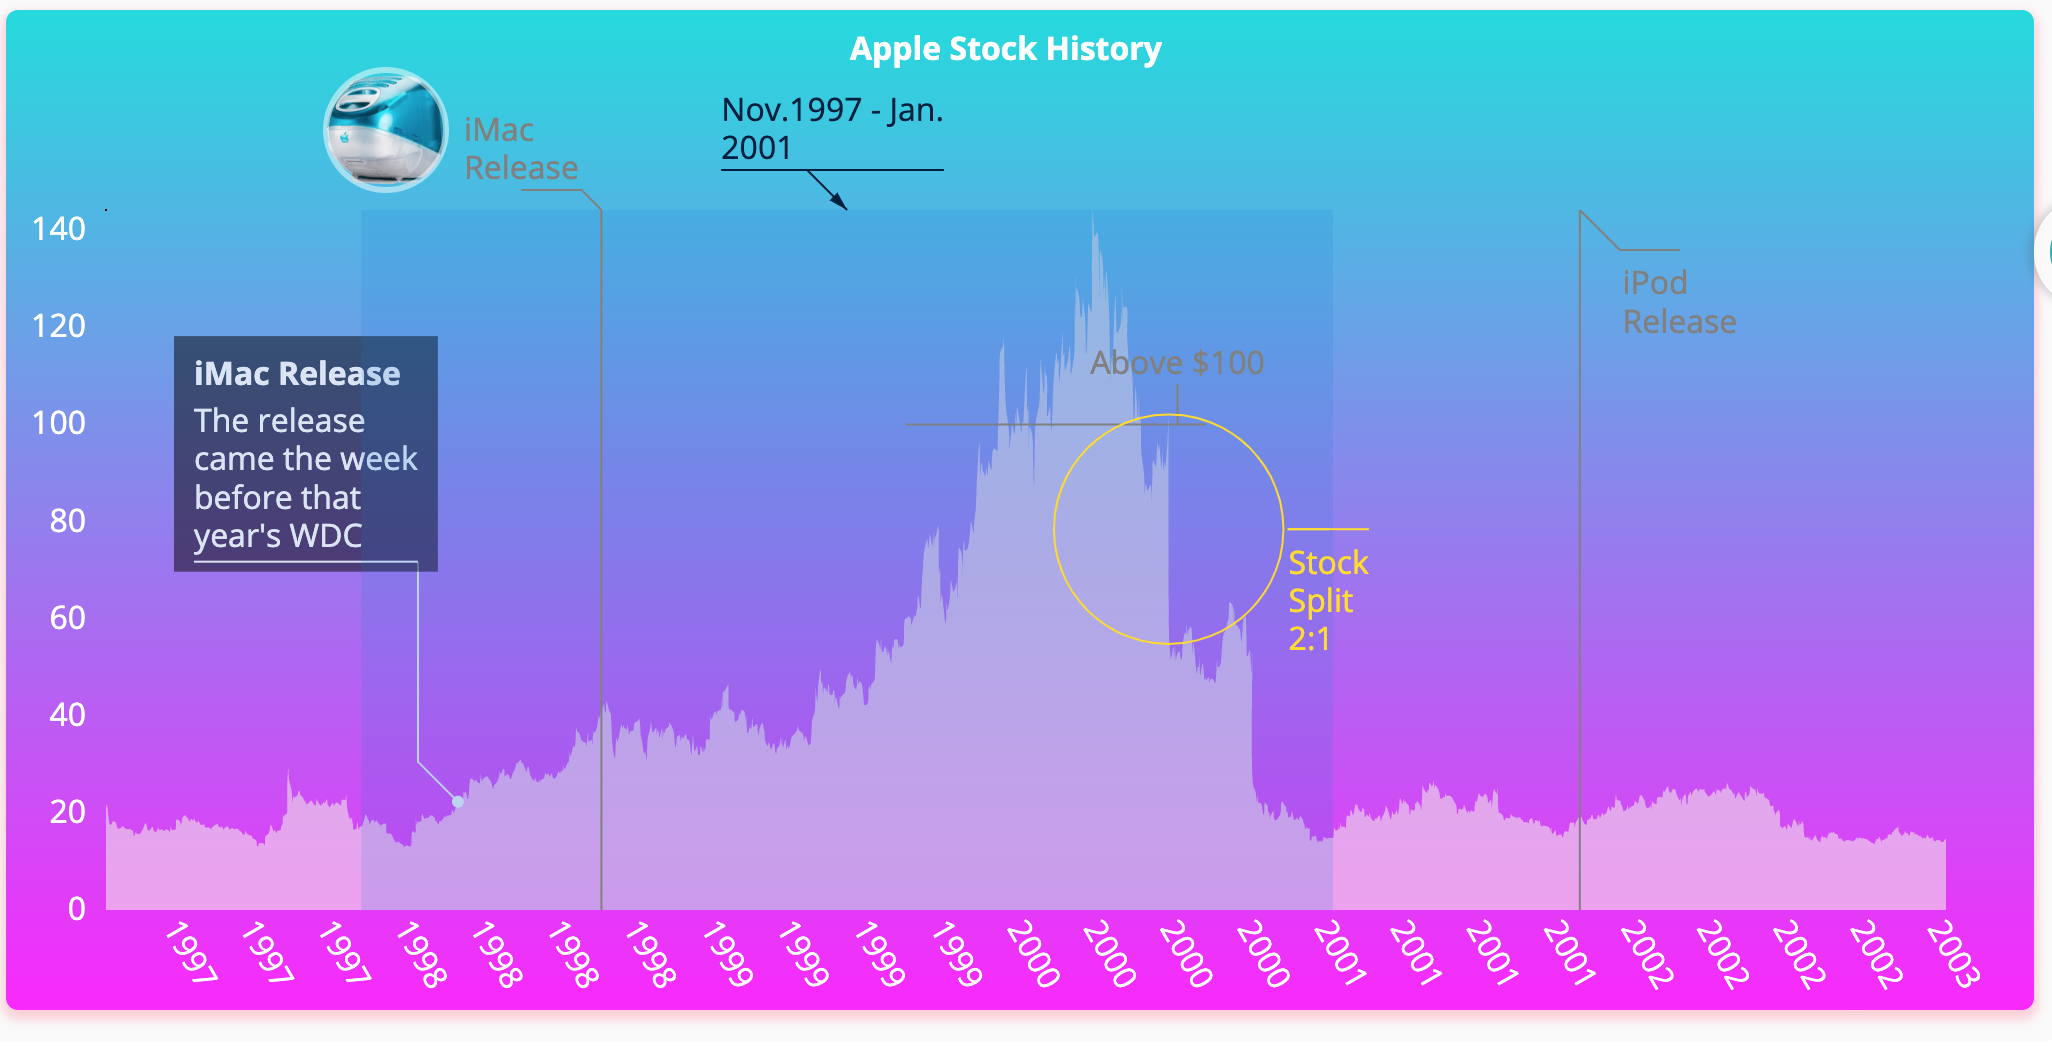 Apple Stock History
iMac
Release
Nov.1997 - Jan.
2001
iPod
Release
iMac Release
The release
came the week
before that
year's WDC
Above $100
Stock
Split
2:1
140
120
100
80
60
40
20
0
1997
1997
1997
1998
1998
1998
1998
1999
1999
1999
1999
2000
2000
2000
2000
2001
2001
2001
2001
2002
2002
2002
2002
2003